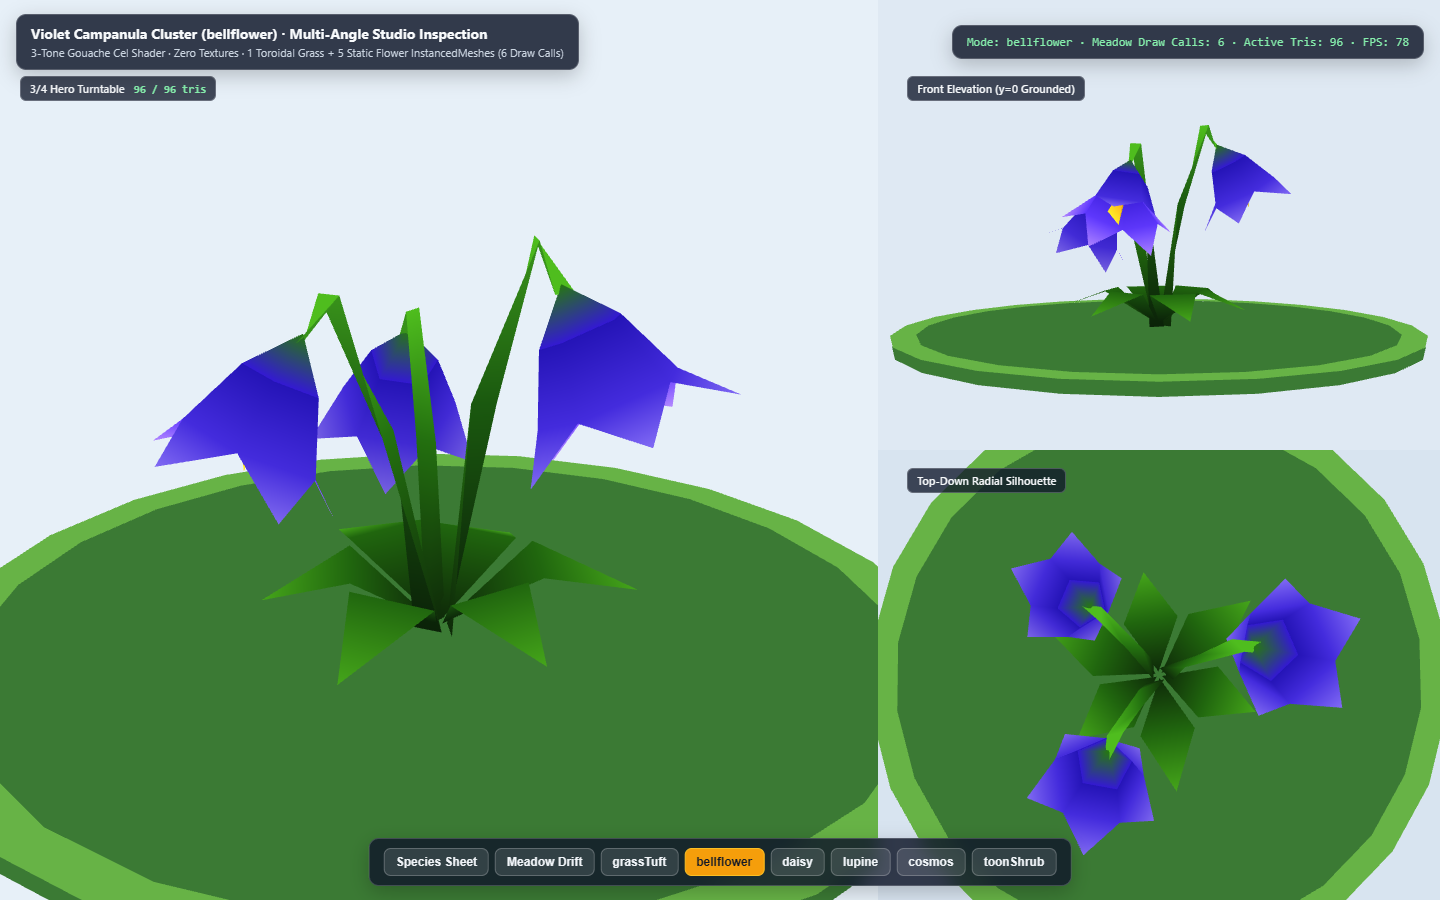 Violet Campanula Cluster (bellflower) · Multi-Angle Studio Inspection
3-Tone Gouache Cel Shader · Zero Textures · 1 Toroidal Grass + 5 Static Flower InstancedMeshes (6 Draw Calls)
Mode: bellflower · Meadow Draw Calls: 6 · Active Tris: 96 · FPS: 78
3/4 Hero Turntable 96 / 96 tris
Front Elevation (y=0 Grounded)
Top-Down Radial Silhouette
Species Sheet Meadow Drift grassTuft bellflower daisy lupine cosmos toonShrub